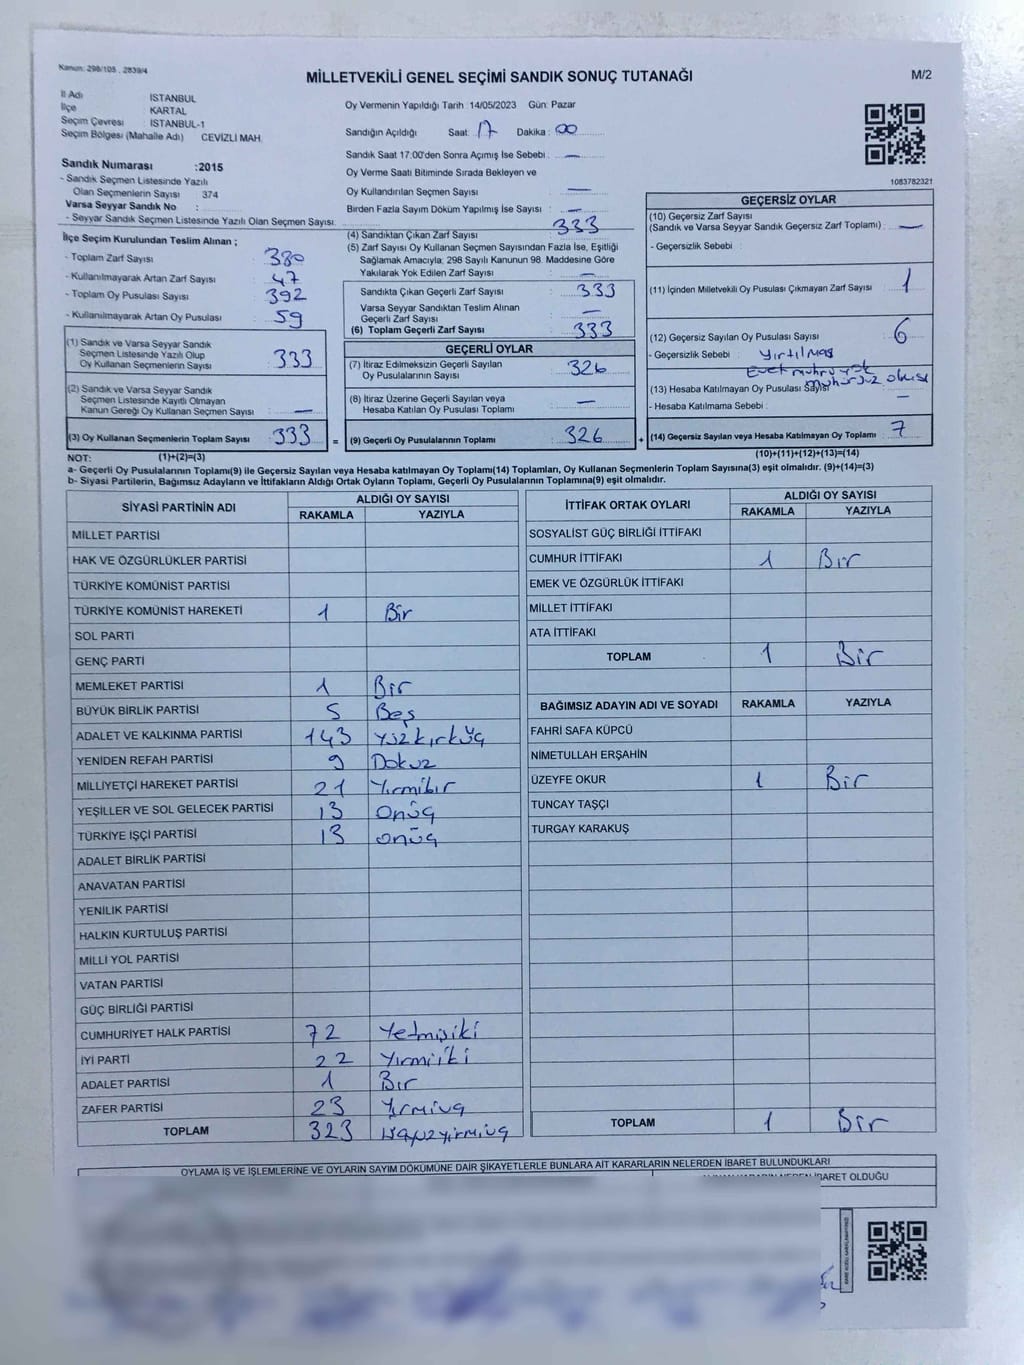 Kanun: 298/105 , 2839/4
MİLLETVEKİLİ GENEL SEÇİMİ SANDIK SONUÇ TUTANAĞI
M/2
İl Adı İSTANBUL
İlçe KARTAL
Seçim Çevresi İSTANBUL-1
Seçim Bölgesi (Mahalle Adı) CEVİZLİ MAH.
Oy Vermenin Yapıldığı Tarih :14/05/2023 Gün: Pazar
Sandığın Açıldığı Saat: 17 Dakika: 00
Sandık Saat 17:00'den Sonra Açımış İse Sebebi : —
Oy Verme Saati Bitiminde Sırada Bekleyen ve
Oy Kullandırılan Seçmen Sayısı —
Birden Fazla Sayım Döküm Yapılmış İse Sayısı : —
1083782321
Sandık Numarası :2015
- Sandık Seçmen Listesinde Yazılı
Olan Seçmenlerin Sayısı 374
Varsa Seyyar Sandık No :
- Seyyar Sandık Seçmen Listesinde Yazılı Olan Seçmen Sayısı
İlçe Seçim Kurulundan Teslim Alınan ;
- Toplam Zarf Sayısı 380
- Kullanılmayarak Artan Zarf Sayısı 47
- Toplam Oy Pusulası Sayısı 392
- Kullanılmayarak Artan Oy Pusulası 59
(1) Sandık ve Varsa Seyyar Sandık
Seçmen Listesinde Yazılı Olup
Oy Kullanan Seçmenlerin Sayısı 333
(2) Sandık ve Varsa Seyyar Sandık
Seçmen Listesinde Kayıtlı Olmayan
Kanun Gereği Oy Kullanan Seçmen Sayısı : —
(3) Oy Kullanan Seçmenlerin Toplam Sayısı : 333 =
(4) Sandıktan Çıkan Zarf Sayısı 333
(5) Zarf Sayısı Oy Kullanan Seçmen Sayısından Fazla İse, Eşitliği
Sağlamak Amacıyla; 298 Sayılı Kanunun 98. Maddesine Göre
Yakılarak Yok Edilen Zarf Sayısı : —
Sandıkta Çıkan Geçerli Zarf Sayısı : 333
Varsa Seyyar Sandıktan Teslim Alınan
Geçerli Zarf Sayısı —
(6) Toplam Geçerli Zarf Sayısı 333
GEÇERLİ OYLAR
(7) İtiraz Edilmeksizin Geçerli Sayılan
Oy Pusulalarının Sayısı : 326
(8) İtiraz Üzerine Geçerli Sayılan veya
Hesaba Katılan Oy Pusulası Toplamı : —
(9) Geçerli Oy Pusulalarının Toplamı : 326 +
GEÇERSİZ OYLAR
(10) Geçersiz Zarf Sayısı
(Sandık ve Varsa Seyyar Sandık Geçersiz Zarf Toplamı) : —
- Geçersizlik Sebebi :
(11) İçinden Milletvekili Oy Pusulası Çıkmayan Zarf Sayısı : 1
(12) Geçersiz Sayılan Oy Pusulası Sayısı : 6
- Geçersizlik Sebebi : Yırtılmış
Evet mührü yok
(13) Hesaba Katılmayan Oy Pusulası Sayısı —
- Hesaba Katılmama Sebebi :
(14) Geçersiz Sayılan veya Hesaba Katılmayan Oy Toplamı : 7
NOT: (1)+(2)=(3)
(10)+(11)+(12)+(13)=(14)
a- Geçerli Oy Pusulalarının Toplamı(9) ile Geçersiz Sayılan veya Hesaba katılmayan Oy Toplamı(14) Toplamları, Oy Kullanan Seçmenlerin Toplam Sayısına(3) eşit olmalıdır. (9)+(14)=(3)
b- Siyasi Partilerin, Bağımsız Adayların ve İttifakların Aldığı Ortak Oyların Toplamı, Geçerli Oy Pusulalarının Toplamına(9) eşit olmalıdır.
SİYASİ PARTİNİN ADI ALDIĞI OY SAYISI
RAKAMLA YAZIYLA
MİLLET PARTİSİ
HAK VE ÖZGÜRLÜKLER PARTİSİ
TÜRKİYE KOMÜNİST PARTİSİ
TÜRKİYE KOMÜNİST HAREKETİ 1 Bir
SOL PARTİ
GENÇ PARTİ
MEMLEKET PARTİSİ 1 Bir
BÜYÜK BİRLİK PARTİSİ 5 Beş
ADALET VE KALKINMA PARTİSİ 143 Yüzkırküç
YENİDEN REFAH PARTİSİ 9 Dokuz
MİLLİYETÇİ HAREKET PARTİSİ 21 Yirmibir
YEŞİLLER VE SOL GELECEK PARTİSİ 13 Onüç
TÜRKİYE İŞÇİ PARTİSİ 13 onüç
ADALET BİRLİK PARTİSİ
ANAVATAN PARTİSİ
YENİLİK PARTİSİ
HALKIN KURTULUŞ PARTİSİ
MİLLİ YOL PARTİSİ
VATAN PARTİSİ
GÜÇ BİRLİĞİ PARTİSİ
CUMHURİYET HALK PARTİSİ 72 Yetmişiki
İYİ PARTİ 22 Yirmiiki
ADALET PARTİSİ 1 Bir
ZAFER PARTİSİ 23 Yirmiüç
TOPLAM 323 üçyüzyirmiüç
İTTİFAK ORTAK OYLARI ALDIĞI OY SAYISI
RAKAMLA YAZIYLA
SOSYALİST GÜÇ BİRLİĞİ İTTİFAKI
CUMHUR İTTİFAKI 1 Bir
EMEK VE ÖZGÜRLÜK İTTİFAKI
MİLLET İTTİFAKI
ATA İTTİFAKI
TOPLAM 1 Bir
BAĞIMSIZ ADAYIN ADI VE SOYADI RAKAMLA YAZIYLA
FAHRİ SAFA KÜPCÜ
NİMETULLAH ERŞAHİN
ÜZEYFE OKUR 1 Bir
TUNCAY TAŞÇI
TURGAY KARAKUŞ
TOPLAM 1 Bir
OYLAMA İŞ VE İŞLEMLERİNE VE OYLARIN SAYIM DÖKÜMÜNE DAİR ŞİKAYETLERLE BUNLARA AİT KARARLARIN NELERDEN İBARET BULUNDUKLARI
OLDUĞU